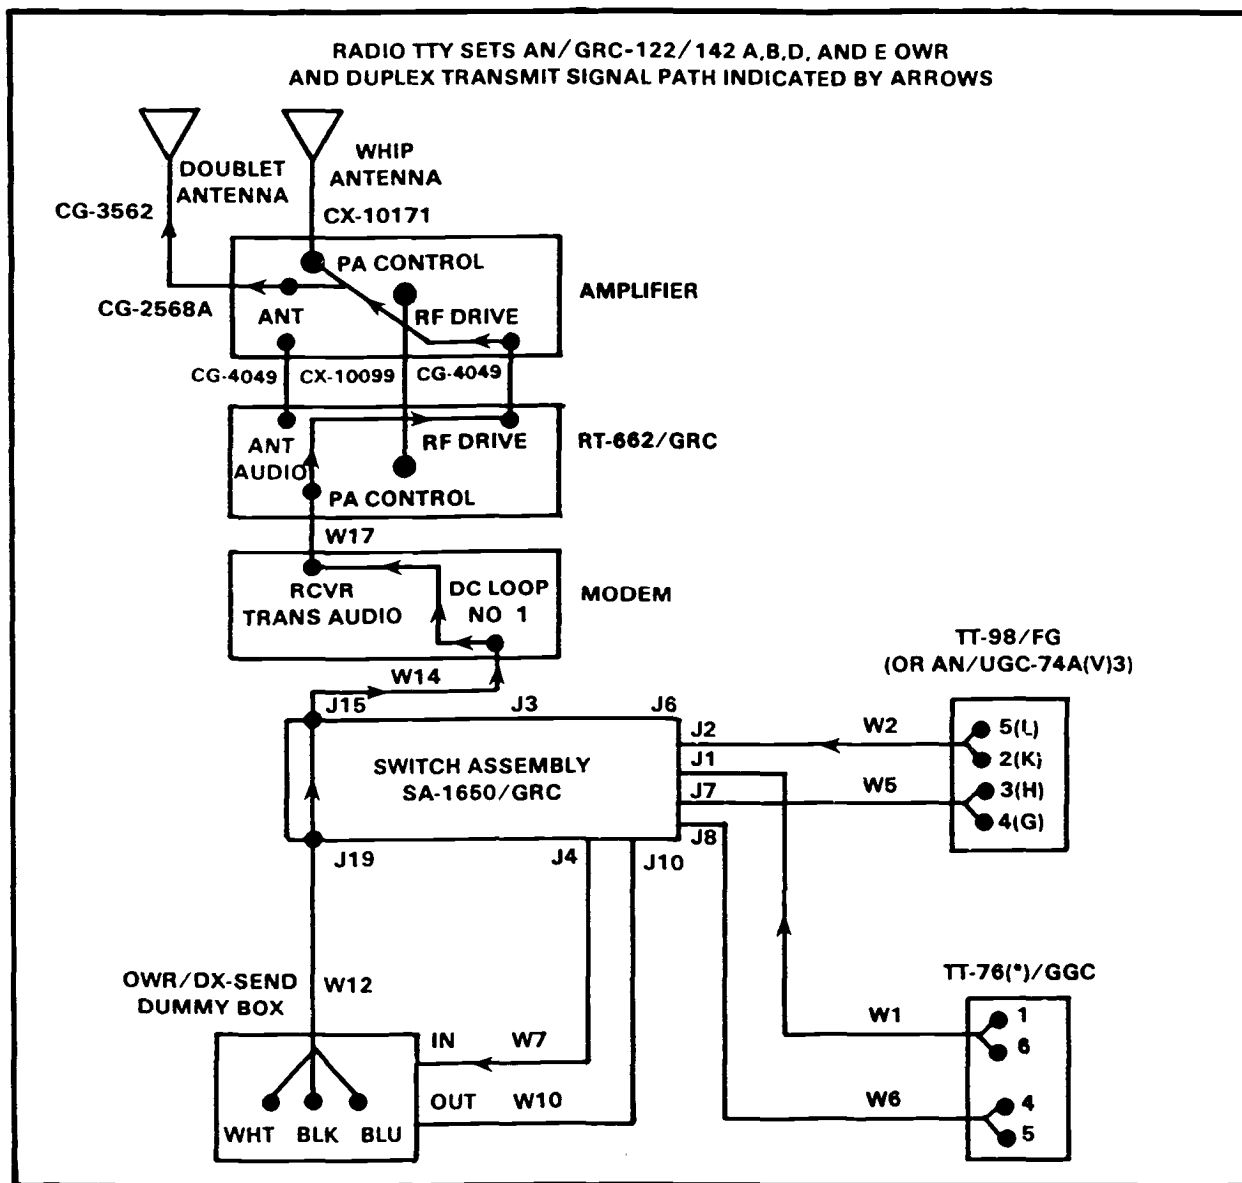 RADIO TTY SETS AN/GRC-122/142 A,B,D, AND E OWR
AND DUPLEX TRANSMIT SIGNAL PATH INDICATED BY ARROWS
DOUBLET
ANTENNA
WHIP
ANTENNA
CG-3562
CX-10171
PA CONTROL
CG-2568A
ANT
RF DRIVE
AMPLIFIER
CG-4049
CX-10099
CG-4049
ANT
AUDIO
RF DRIVE
PA CONTROL
RT-662/GRC
W17
RCVR
TRANS AUDIO
DC LOOP
NO 1
MODEM
W14
J15
J3
J6
J2
J1
J7
J8
SWITCH ASSEMBLY
SA-1650/GRC
J19
J4
J10
W2
W5
TT-98/FG
(OR AN/UGC-74A(V)3)
5(L)
2(K)
3(H)
4(G)
OWR/DX-SEND
DUMMY BOX
W12
IN
W7
OUT
W10
WHT BLK BLU
W1
W6
TT-76(*)/GGC
1
6
4
5